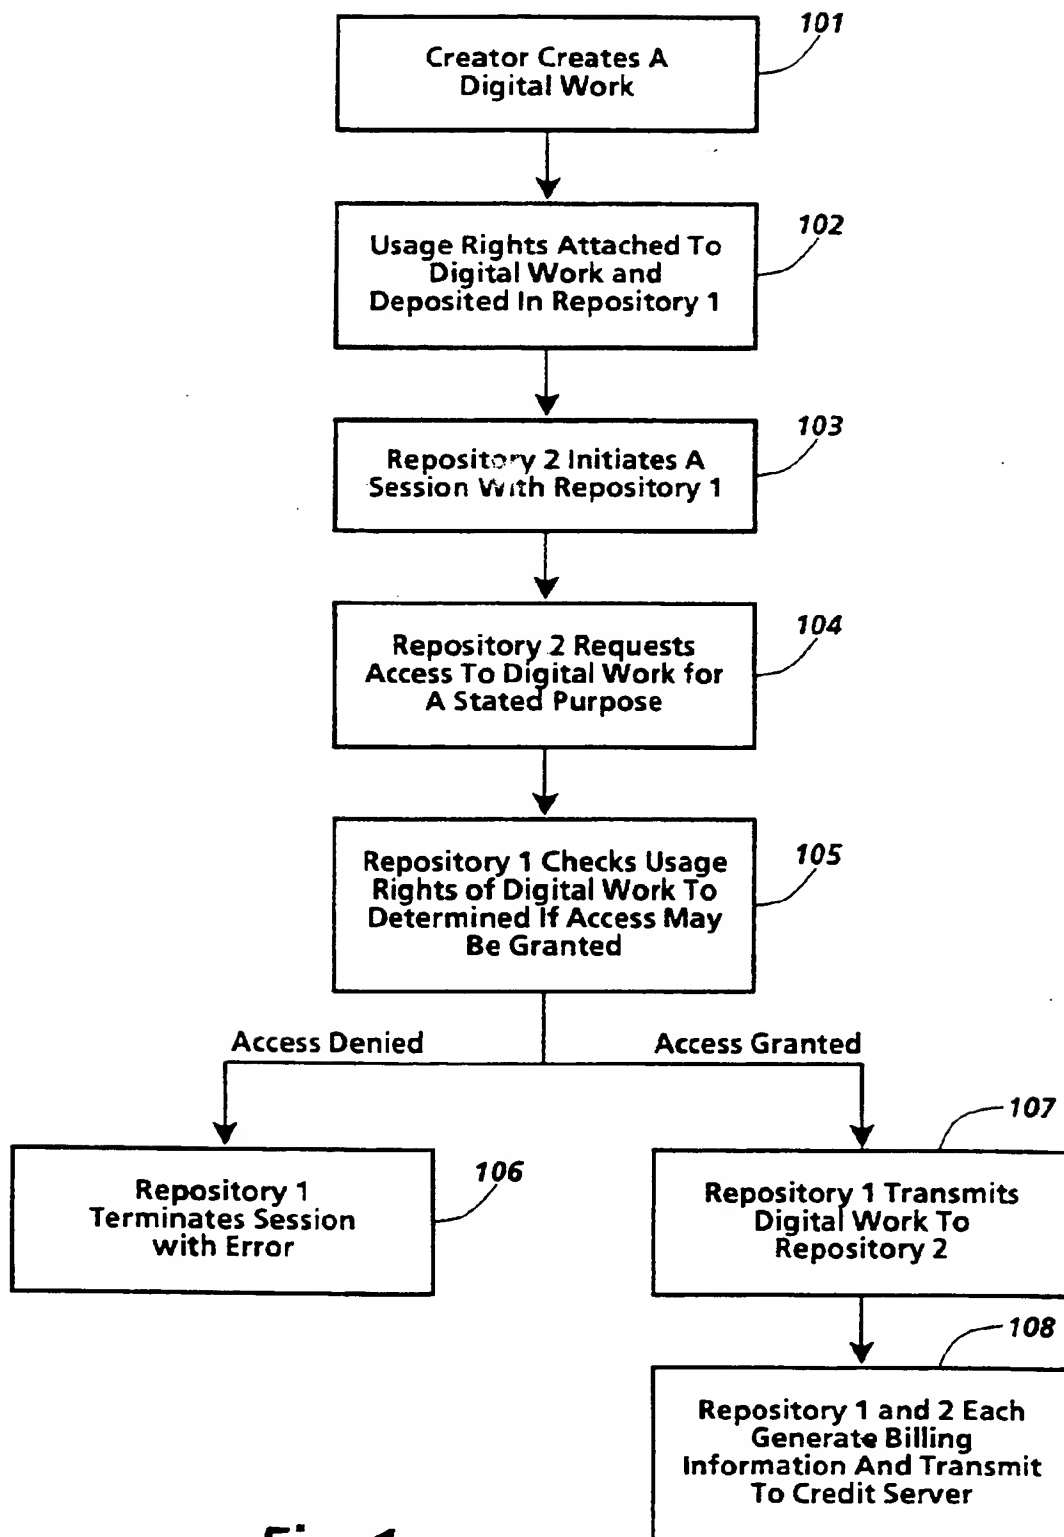 101
Creator Creates A
Digital Work
102
Usage Rights Attached To
Digital Work and
Deposited In Repository 1
103
Repository 2 Initiates A
Session With Repository 1
104
Repository 2 Requests
Access To Digital Work for
A Stated Purpose
105
Repository 1 Checks Usage
Rights of Digital Work To
Determined If Access May
Be Granted
Access Denied
Access Granted
106
Repository 1
Terminates Session
with Error
107
Repository 1 Transmits
Digital Work To
Repository 2
108
Repository 1 and 2 Each
Generate Billing
Information And Transmit
To Credit Server